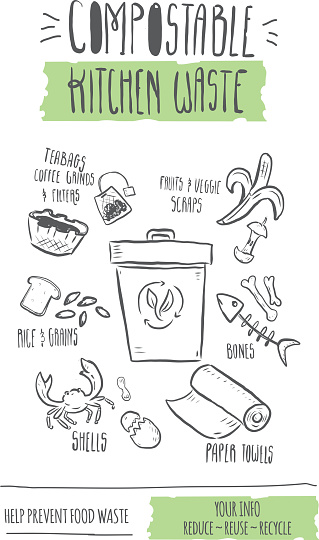 COMPOSTABLE
KITCHEN WASTE
TEABAGS
COFFEE GRINDS
& FILTERS
FRUITS & VEGGIE
SCRAPS
RICE & GRAINS
BONES
SHELLS
PAPER TOWELS
HELP PREVENT FOOD WASTE
YOUR INFO
REDUCE ~ REUSE ~ RECYCLE